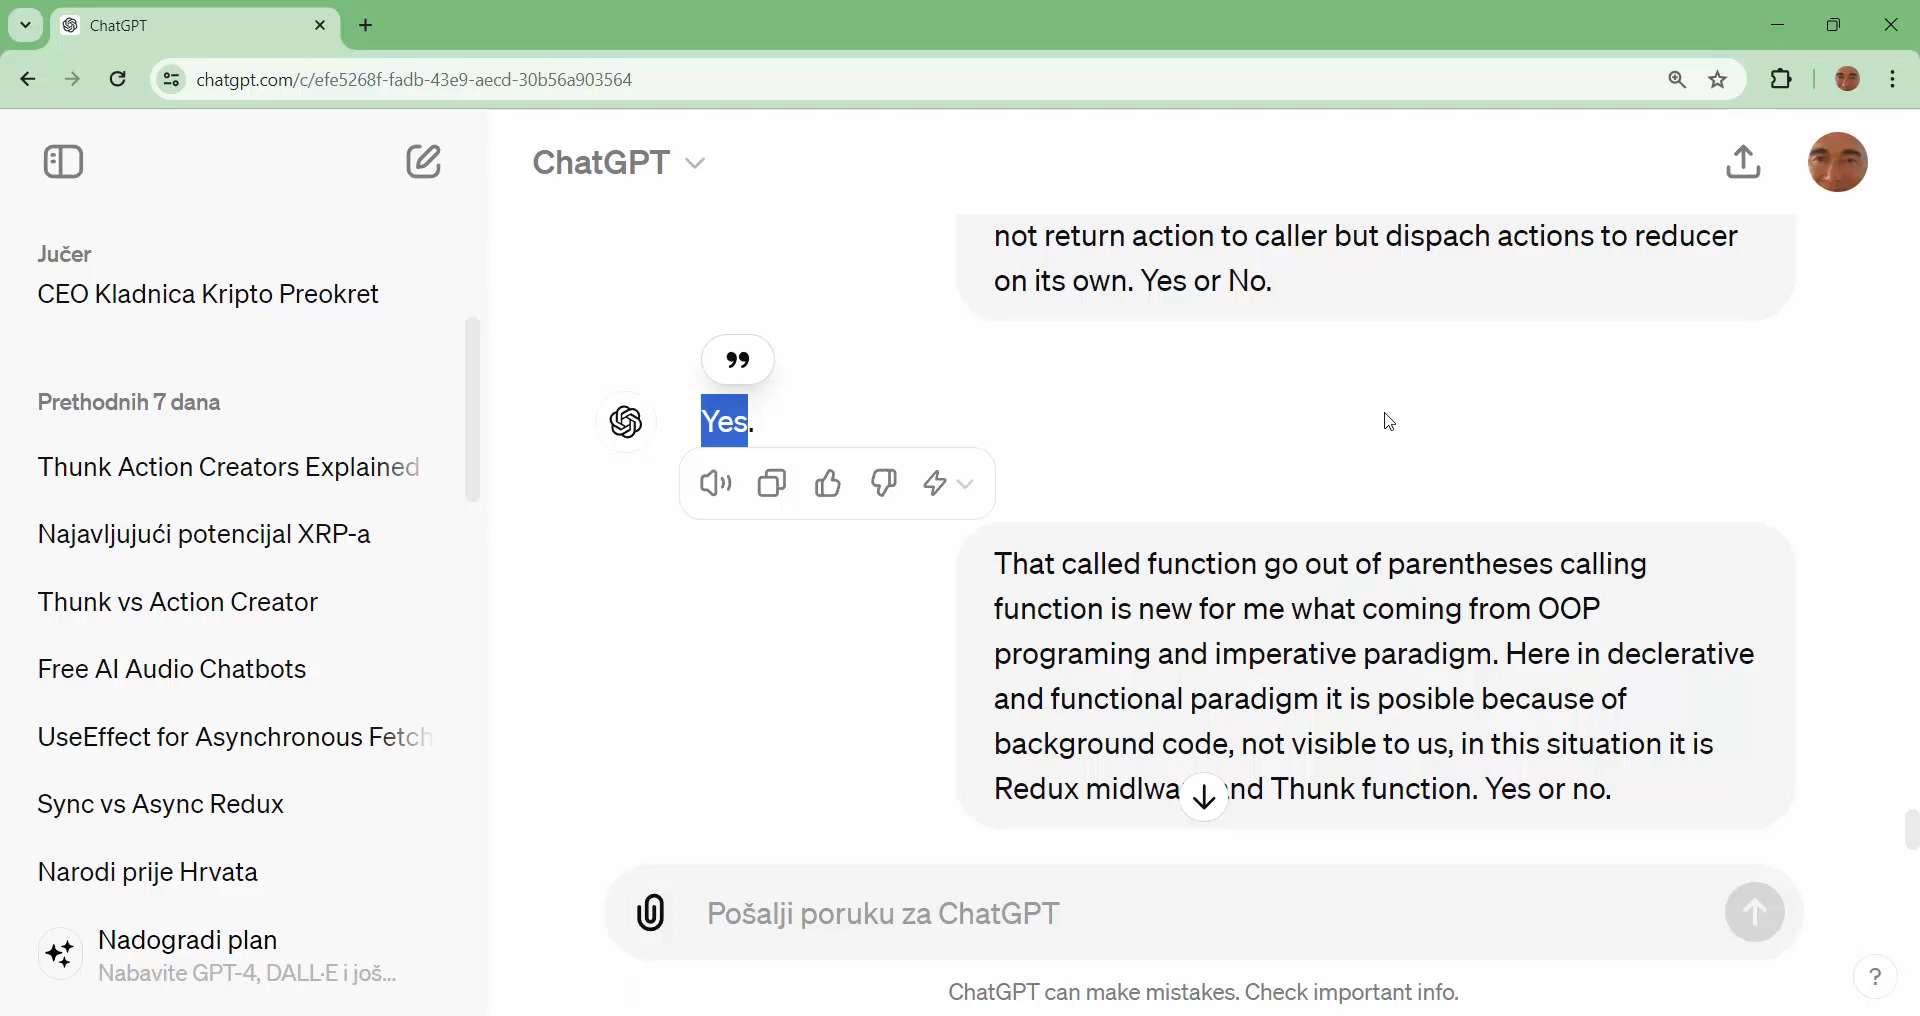 ChatGPT
chatgpt.com/c/efe5268f-fadb-43e9-aecd-30b56a903564
Jučer
CEO Kladnica Kripto Preokret
Prethodnih 7 dana
Thunk Action Creators Explained
Najavljujući potencijal XRP-a
Thunk vs Action Creator
Free AI Audio Chatbots
UseEffect for Asynchronous Fetch
Sync vs Async Redux
Narodi prije Hrvata
Nadogradi plan
Nabavite GPT-4, DALL·E i još...
ChatGPT
not return action to caller but dispach actions to reducer
on its own. Yes or No.
Yes.
That called function go out of parentheses calling
function is new for me what coming from OOP
programing and imperative paradigm. Here in declerative
and functional paradigm it is posible because of
background code, not visible to us, in this situation it is
Redux Thunk function. Yes or no.
Pošalji poruku za ChatGPT
ChatGPT can make mistakes. Check important info.
?